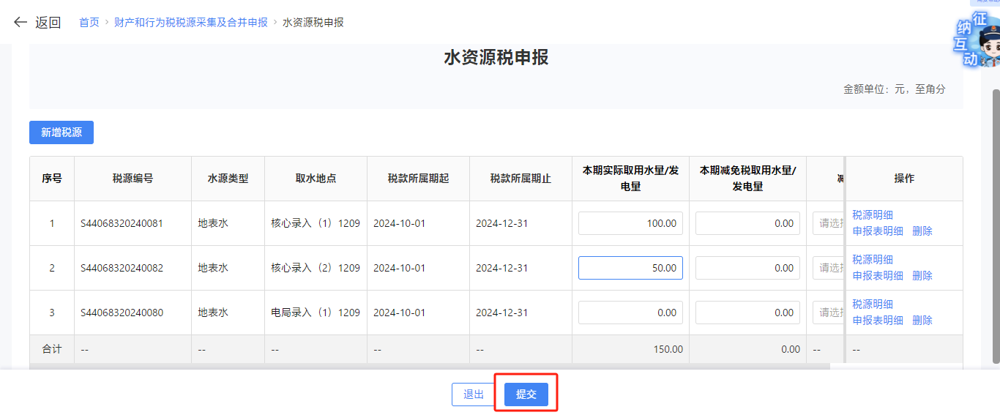 返回 首页 > 财产和行为税税源采集及合并申报 > 水资源税申报
征
纳
互
动
水资源税申报
金额单位：元，至角分
新增税源
序号 税源编号 水源类型 取水地点 税款所属期起 税款所属期止 本期实际取用水量/发电量 本期减免税取用水量/发电量 操作
1 S44068320240081 地表水 核心录入（1）1209 2024-10-01 2024-12-31 100.00 0.00 请选 税源明细
申报表明细 删除
2 S44068320240082 地表水 核心录入（2）1209 2024-10-01 2024-12-31 50.00 0.00 请选 税源明细
申报表明细 删除
3 S44068320240080 地表水 电局录入（1）1209 2024-10-01 2024-12-31 0.00 0.00 请选 税源明细
申报表明细 删除
合计 -- -- -- -- -- 150.00 0.00 -- --
退出 提交